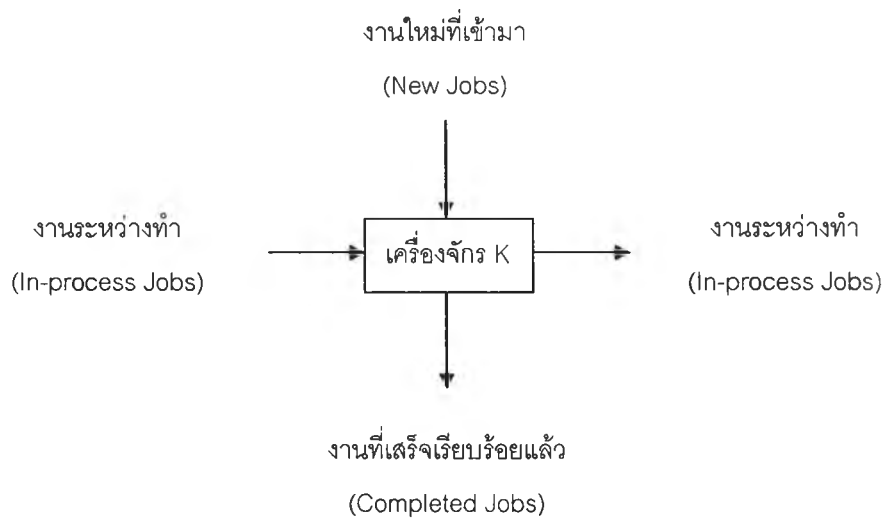 งานใหม่ที่เข้ามา
(New Jobs)
งานระหว่างทำ
(In-process Jobs)
เครื่องจักร K
งานระหว่างทำ
(In-process Jobs)
งานที่เสร็จเรียบร้อยแล้ว
(Completed Jobs)